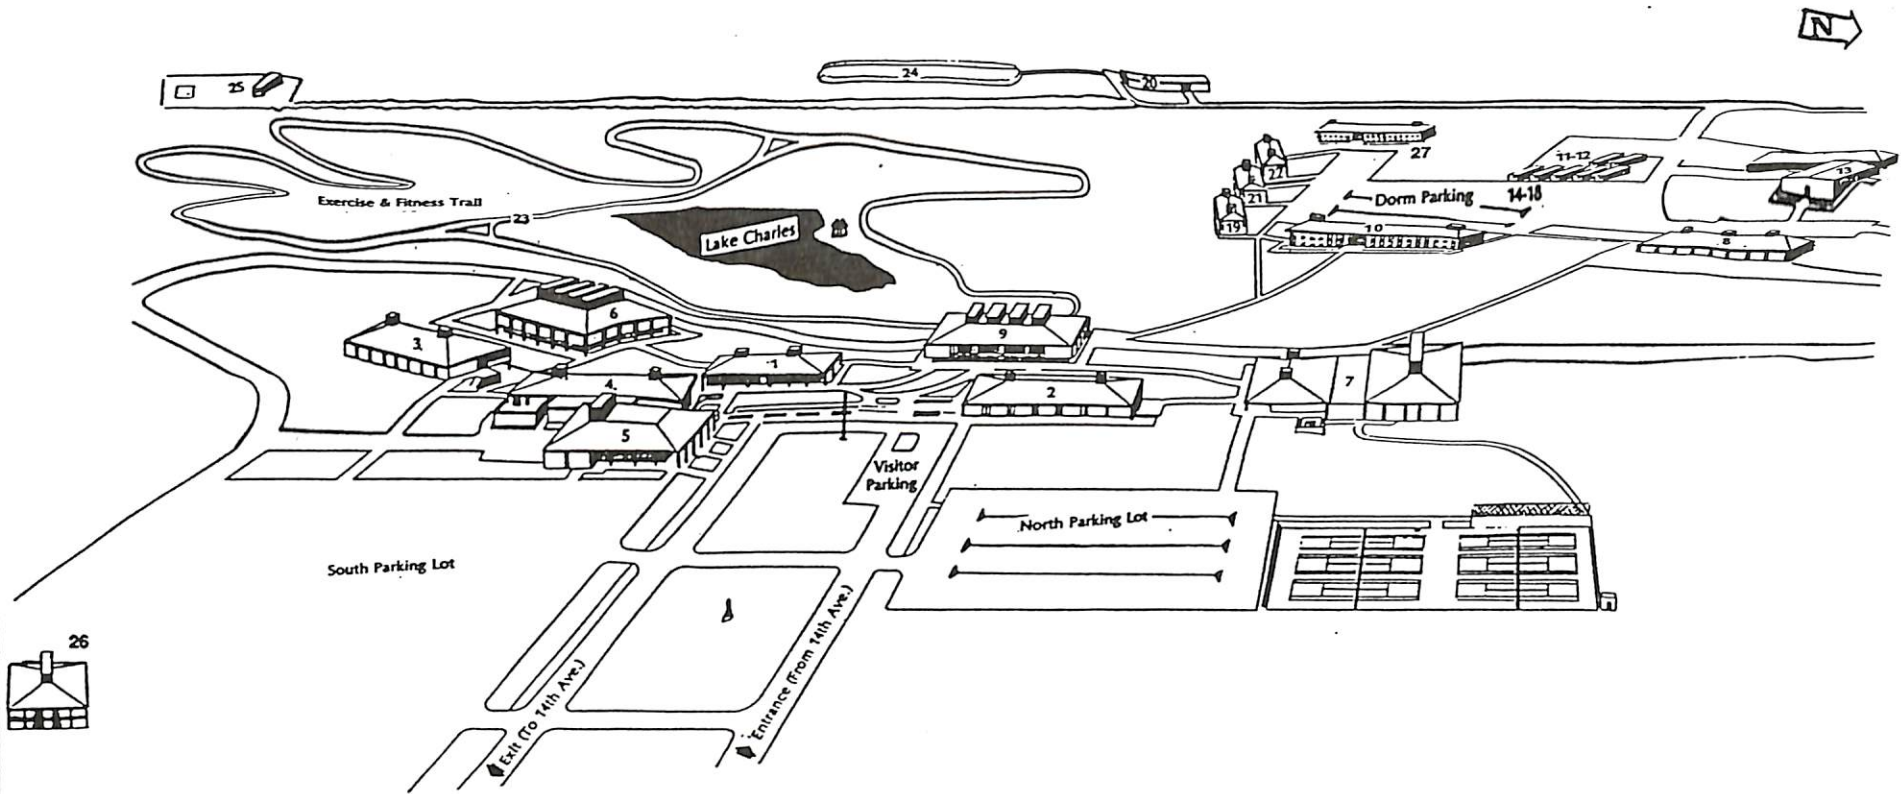 N
24
20
25
27
11-12
13
22
21
Dorm Parking
14-18
Exercise & Fitness Trail
23
Lake Charles
19
10
8
6
3.
9
1
7
4.
2
5
Visitor
Parking
North Parking Lot
South Parking Lot
Entrance (From 14th Ave.)
Exit (To 14th Ave.)
26